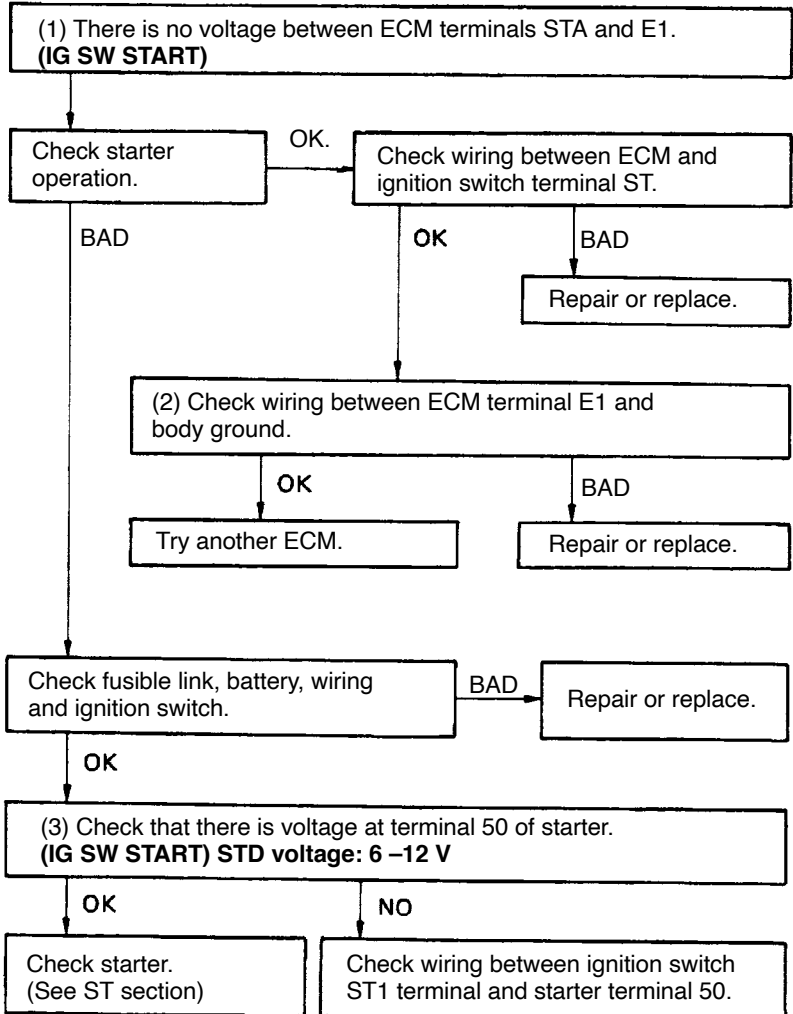 (1) There is no voltage between ECM terminals STA and E1.
(IG SW START)
Check starter
operation.
OK.
Check wiring between ECM and
ignition switch terminal ST.
BAD
OK
BAD
Repair or replace.
(2) Check wiring between ECM terminal E1 and
body ground.
OK
BAD
Try another ECM.
Repair or replace.
Check fusible link, battery, wiring
and ignition switch.
BAD
Repair or replace.
OK
(3) Check that there is voltage at terminal 50 of starter.
(IG SW START) STD voltage: 6 –12 V
OK
NO
Check starter.
(See ST section)
Check wiring between ignition switch
ST1 terminal and starter terminal 50.